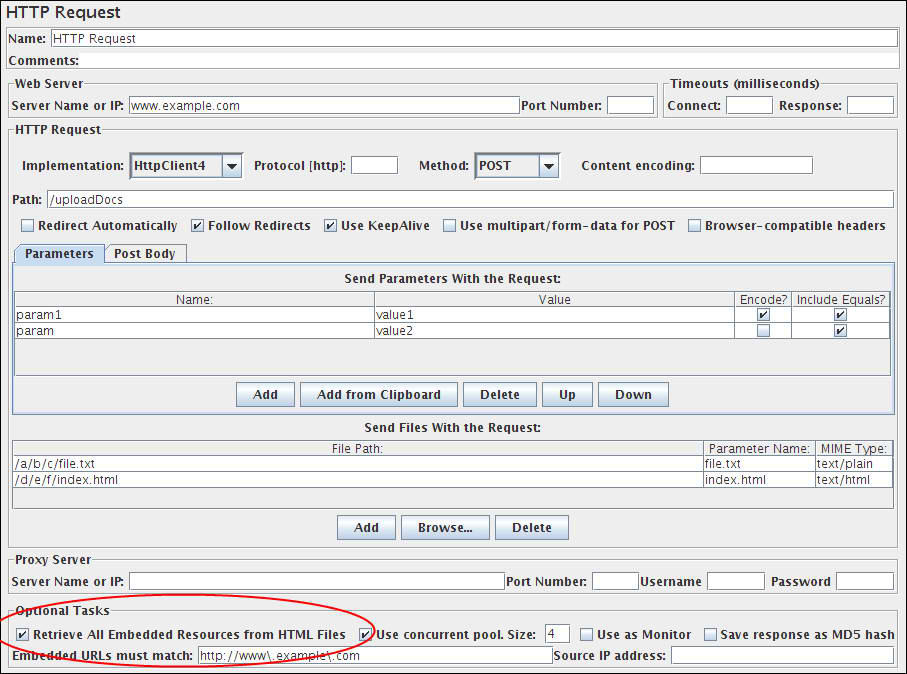 HTTP Request
Name: HTTP Request
Comments:
Web Server
Timeouts (milliseconds)
Server Name or IP: www.example.com Port Number: Connect: Response:
HTTP Request
Implementation: HttpClient4 Protocol [http]: Method: POST Content encoding:
Path: /uploadDocs
Redirect Automatically Follow Redirects Use KeepAlive Use multipart/form-data for POST Browser-compatible headers
Parameters Post Body
Send Parameters With the Request:
Name: Value Encode? Include Equals?
param1 value1
param value2
Add Add from Clipboard Delete Up Down
Send Files With the Request:
File Path: Parameter Name: MIME Type:
/a/b/c/file.txt file.txt text/plain
/d/e/f/index.html index.html text/html
Add Browse... Delete
Proxy Server
Server Name or IP: Port Number: Username Password
Optional Tasks
Retrieve All Embedded Resources from HTML Files Use concurrent pool. Size: 4 Use as Monitor Save response as MD5 hash
Embedded URLs must match: http://www\.example\.com Source IP address: